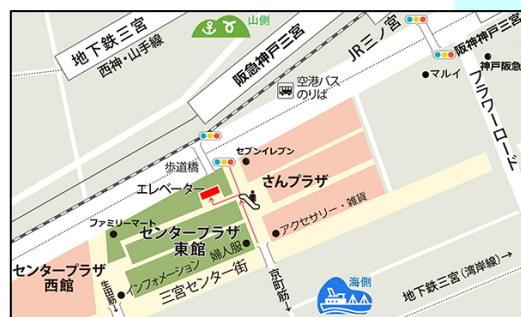 山側
地下鉄三宮
西神・山手線
阪急神戸三宮
JR三ノ宮
阪神神戸三宮
マルイ
神戸阪急
フラワーロード
空港バス
のりば
セブンイレブン
歩道橋
エレベーター
さんプラザ
ファミリーマート
センタープラザ
東館
アクセサリー・雑貨
センタープラザ
西館
インフォメーション
婦人服
三宮センター街
生田筋
京町筋
海側
地下鉄三宮(湾岸線)→